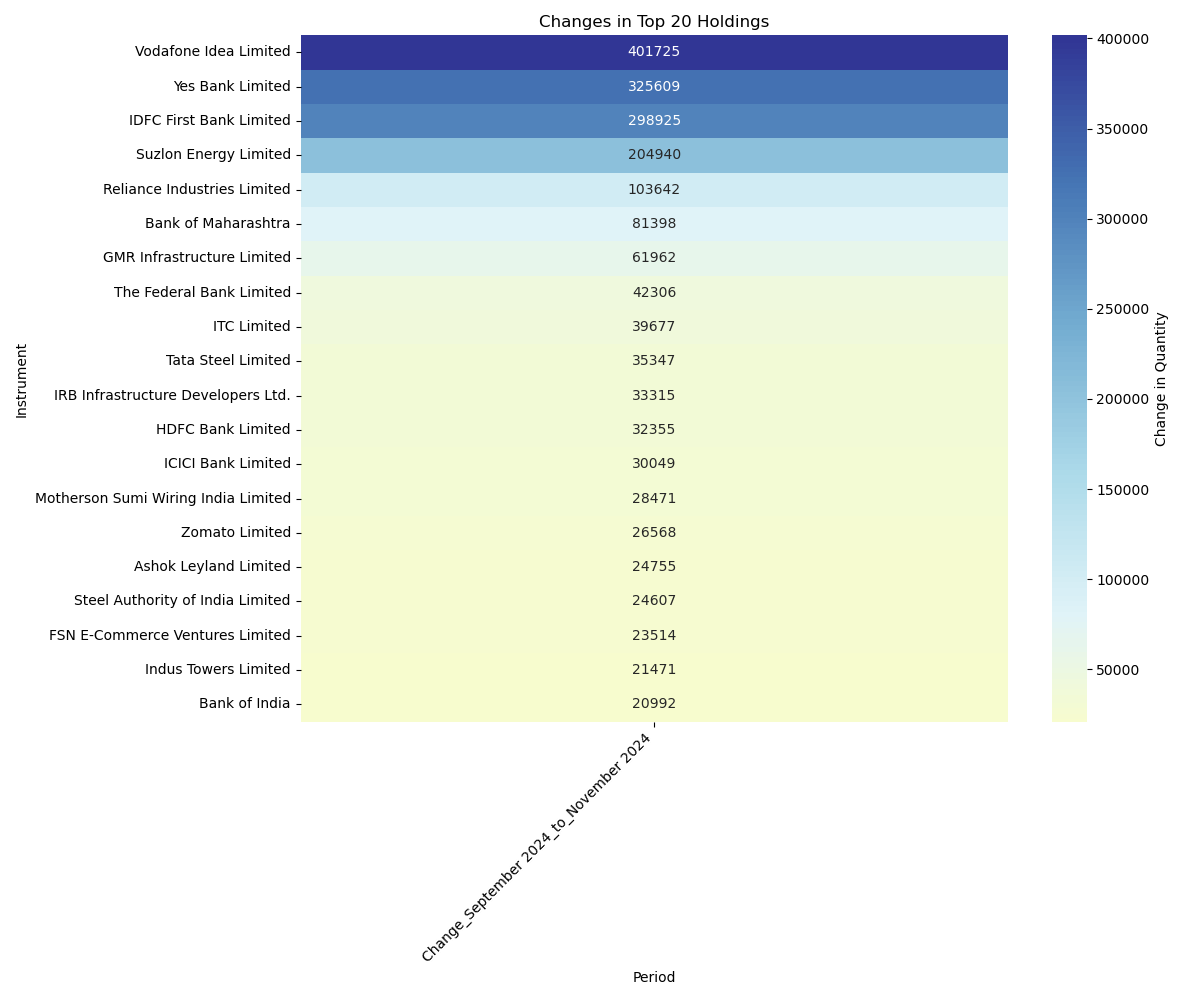 Changes in Top 20 Holdings
Vodafone Idea Limited 401725
Yes Bank Limited 325609
IDFC First Bank Limited 298925
Suzlon Energy Limited 204940
Reliance Industries Limited 103642
Bank of Maharashtra 81398
GMR Infrastructure Limited 61962
The Federal Bank Limited 42306
ITC Limited 39677
Tata Steel Limited 35347
IRB Infrastructure Developers Ltd. 33315
HDFC Bank Limited 32355
ICICI Bank Limited 30049
Motherson Sumi Wiring India Limited 28471
Zomato Limited 26568
Ashok Leyland Limited 24755
Steel Authority of India Limited 24607
FSN E-Commerce Ventures Limited 23514
Indus Towers Limited 21471
Bank of India 20992
Instrument
Change_September 2024_to_November 2024
Period
400000
350000
300000
250000
200000
150000
100000
50000
Change in Quantity